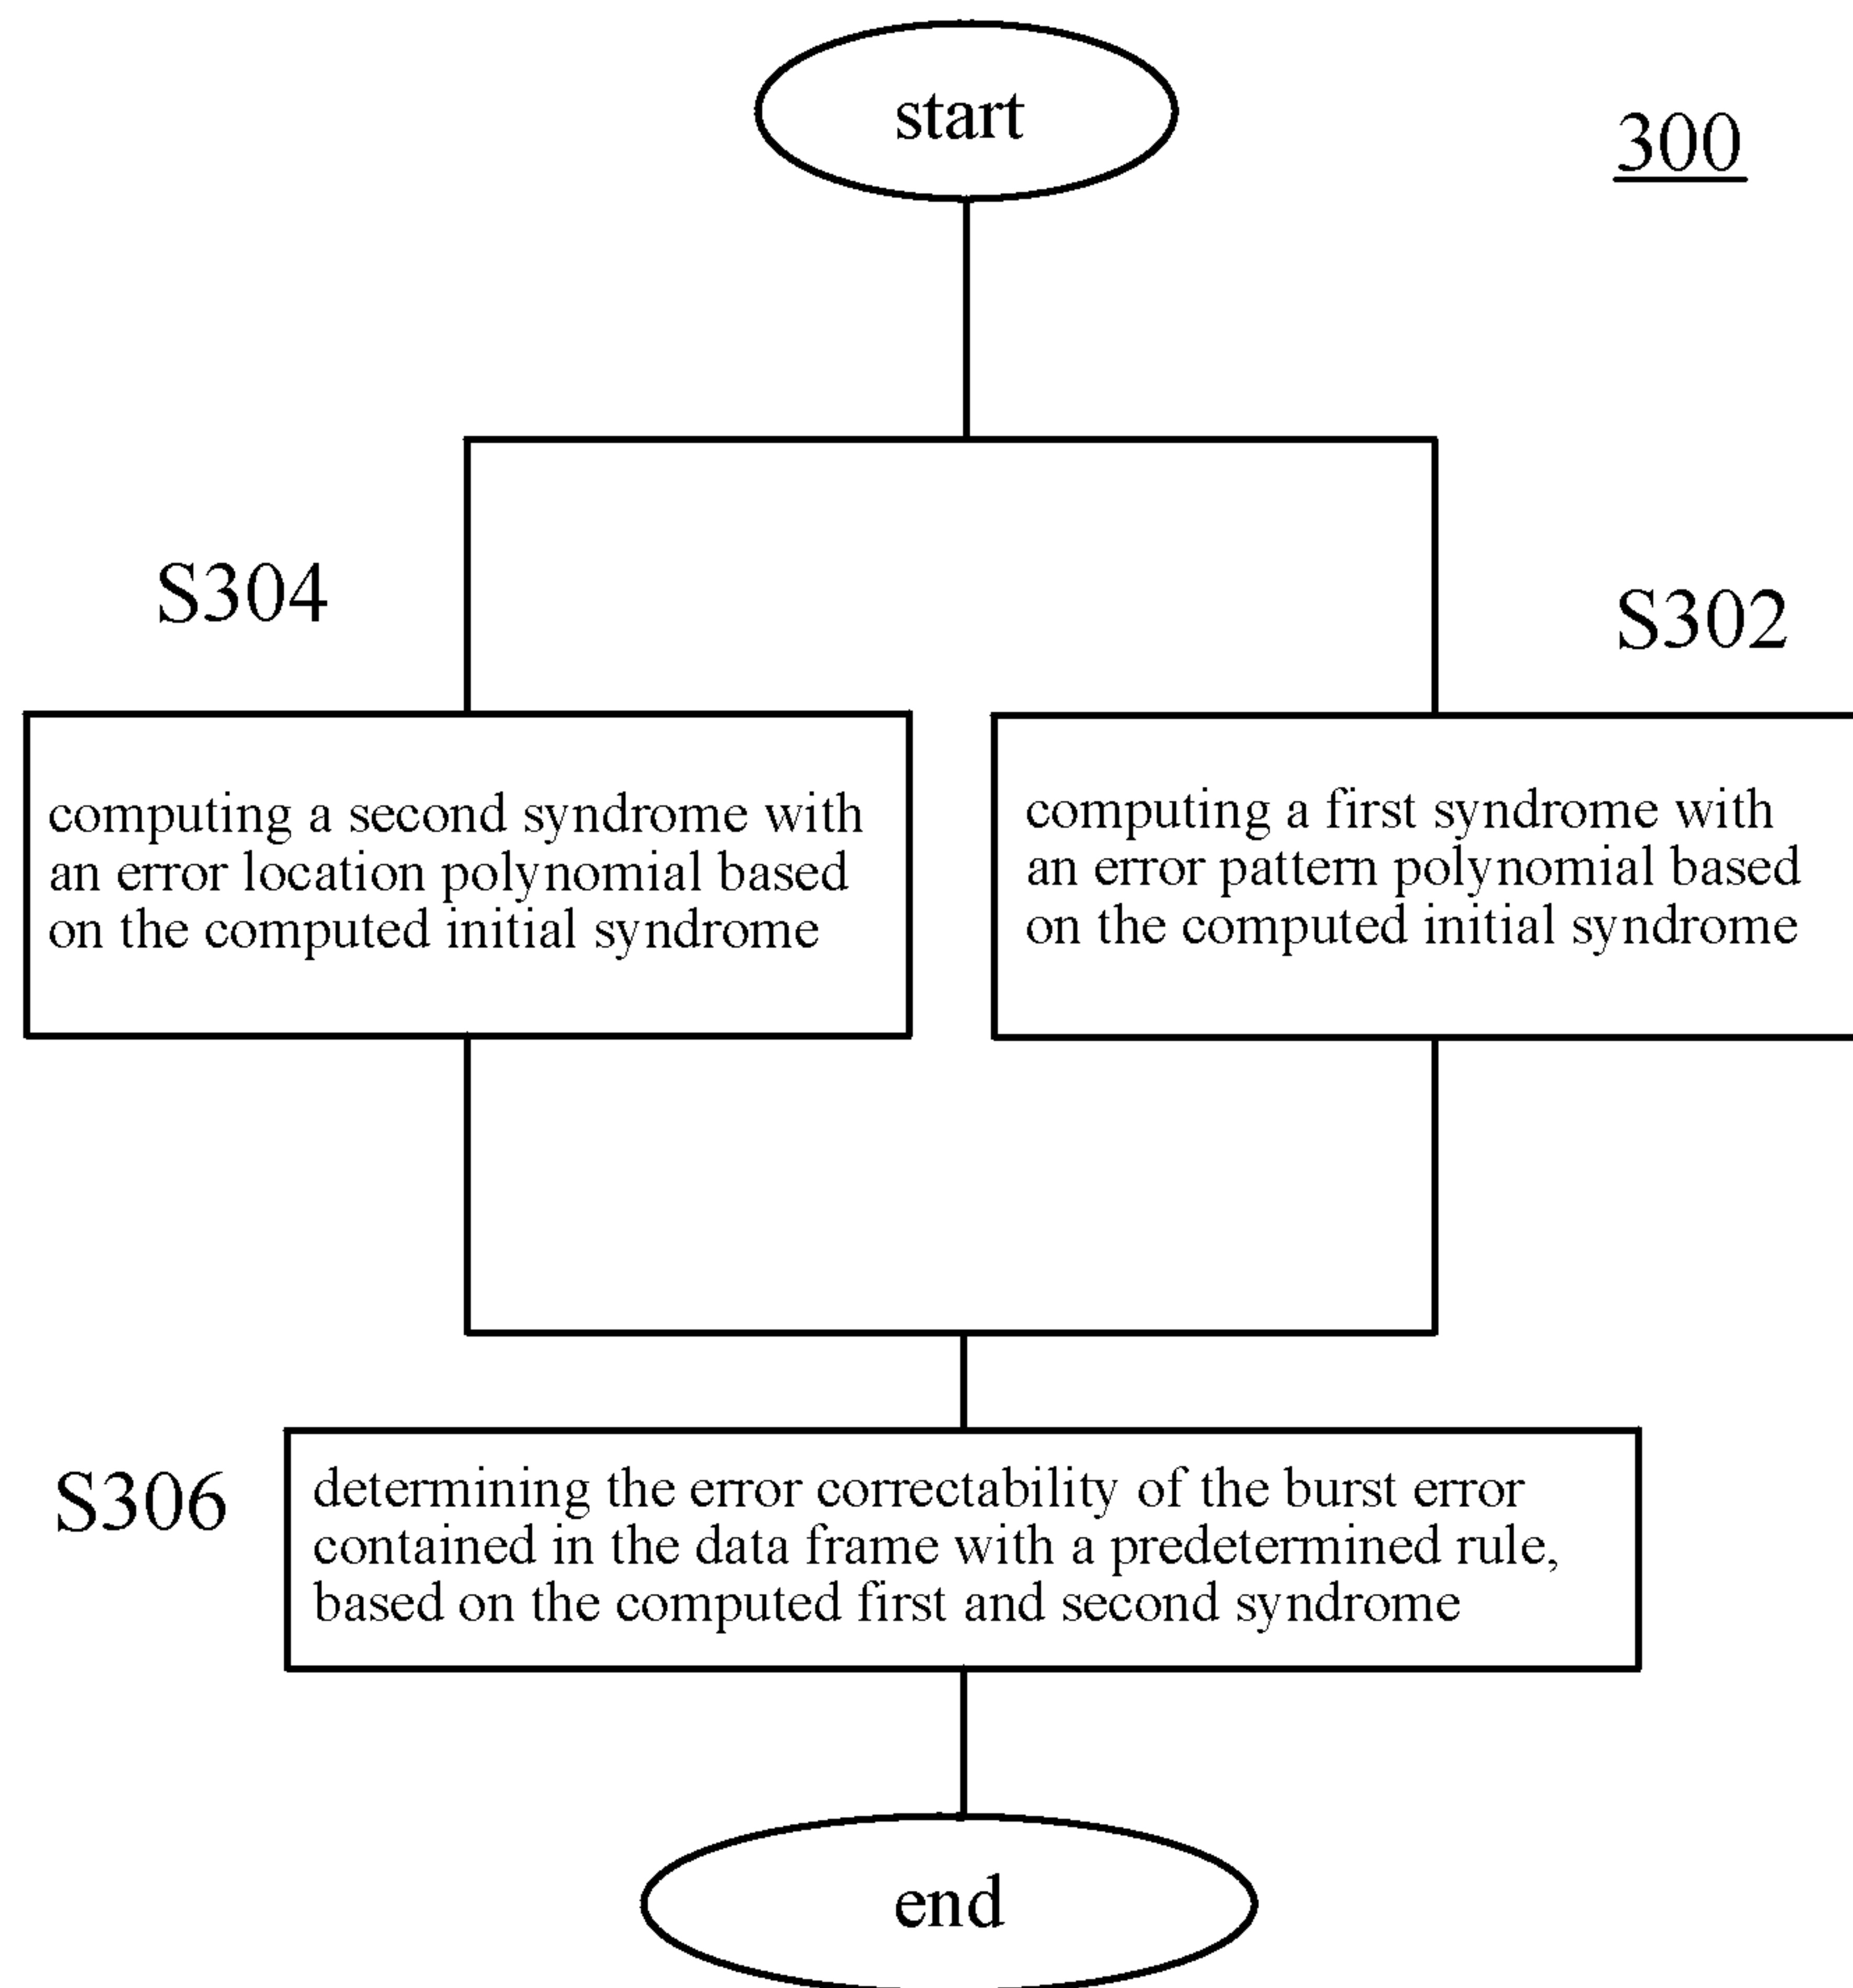 start
300
S304
S302
computing a second syndrome with
an error location polynomial based
on the computed initial syndrome
computing a first syndrome with
an error pattern polynomial based
on the computed initial syndrome
S306
determining the error correctability of the burst error
contained in the data frame with a predetermined rule,
based on the computed first and second syndrome
end